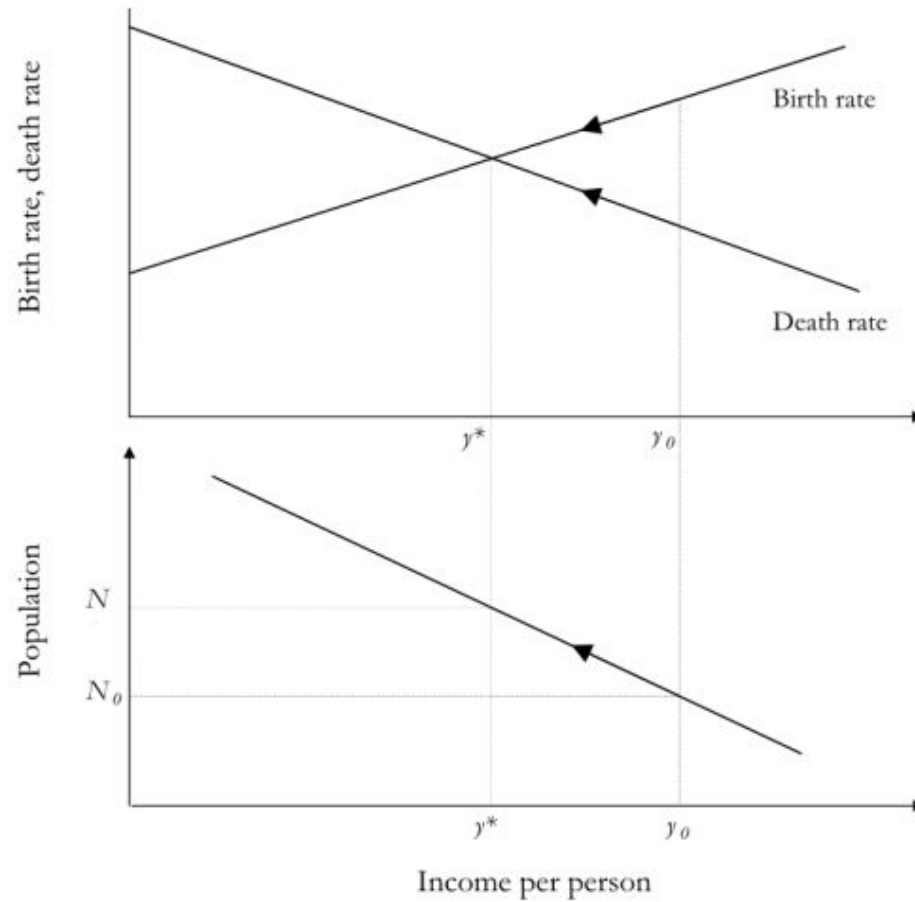 Birth rate, death rate
Birth rate
Death rate
y*
y₀
Population
N
N₀
y*
y₀
Income per person